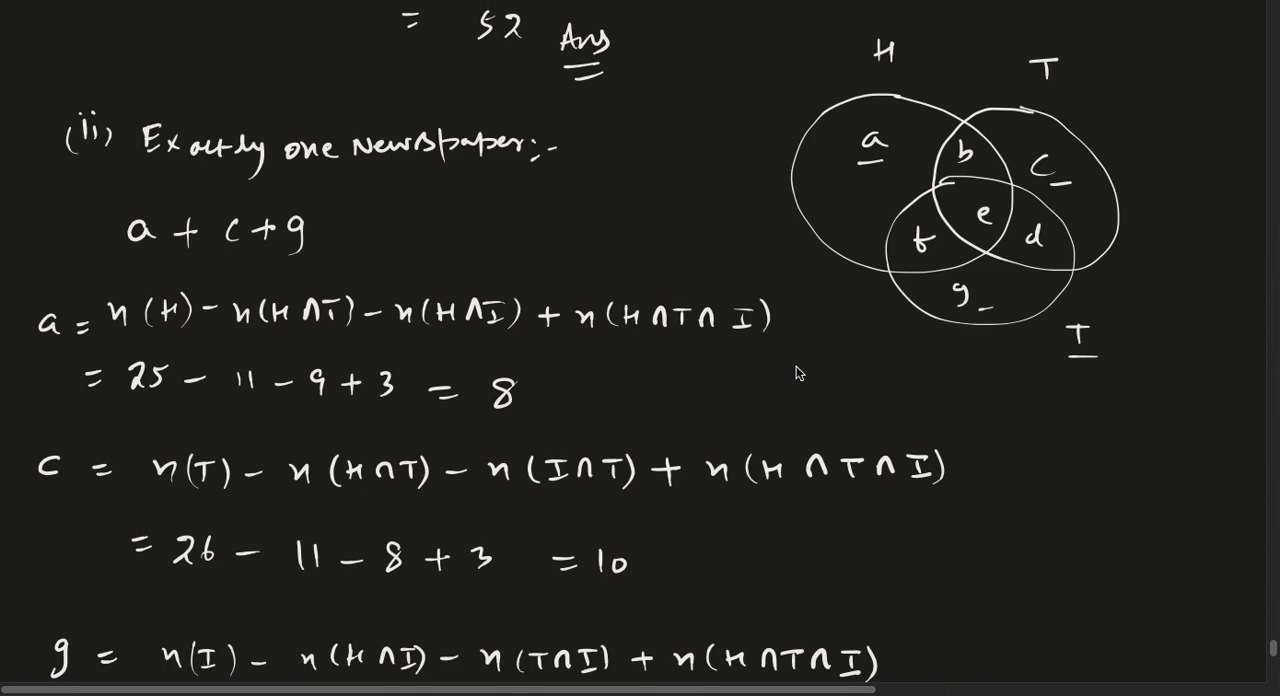 = 52 Ans
H
T
(ii) Exactly one Newspaper:-
a b c
e
f d
a + c + g
g
a = n(H) - n(H∩T) - n(H∩I) + n(H∩T∩I)
I
= 25 - 11 - 9 + 3 = 8
c = n(T) - n(H∩T) - n(I∩T) + n(H∩T∩I)
= 26 - 11 - 8 + 3 = 10
g = n(I) - n(H∩I) - n(T∩I) + n(H∩T∩I)